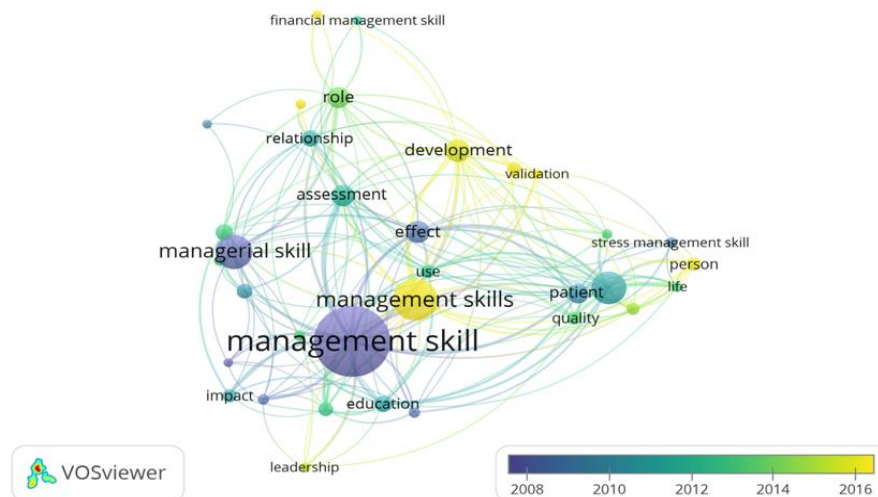 financial management skill
role
relationship
development
validation
assessment
effect
stress management skill
managerial skill
person
use
life
patient
management skills
quality
management skill
impact
education
leadership
VOSviewer
2008 2010 2012 2014 2016